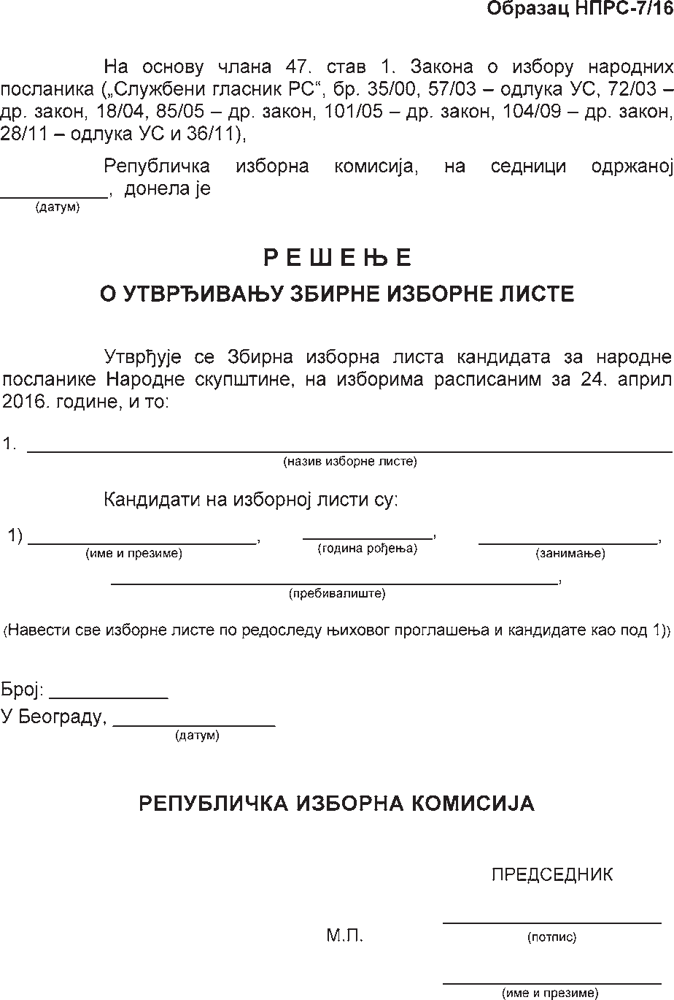 Образац НПРС-7/16
На основу члана 47. став 1. Закона о избору народних
посланика („Службени гласник РС“, бр. 35/00, 57/03 – одлука УС, 72/03 –
др. закон, 18/04, 85/05 – др. закон, 101/05 – др. закон, 104/09 – др. закон,
28/11 – одлука УС и 36/11),
Републичка изборна комисија, на седници одржаној
__________, донела је
(датум)
Р Е Ш Е Њ Е
О УТВРЂИВАЊУ ЗБИРНЕ ИЗБОРНЕ ЛИСТЕ
Утврђује се Збирна изборна листа кандидата за народне
посланике Народне скупштине, на изборима расписаним за 24. април
2016. године, и то:
1. ____________________
(назив изборне листе)
Кандидати на изборној листи су:
1) ____________________, ____________, ________________,
(име и презиме) (година рођења) (занимање)
____________________,
(пребивалиште)
(Навести све изборне листе по редоследу њиховог проглашења и кандидате као под 1))
Број: ___________
У Београду, _______________
(датум)
РЕПУБЛИЧКА ИЗБОРНА КОМИСИЈА
ПРЕДСЕДНИК
____________________
М.П. (потпис)
____________________
(име и презиме)